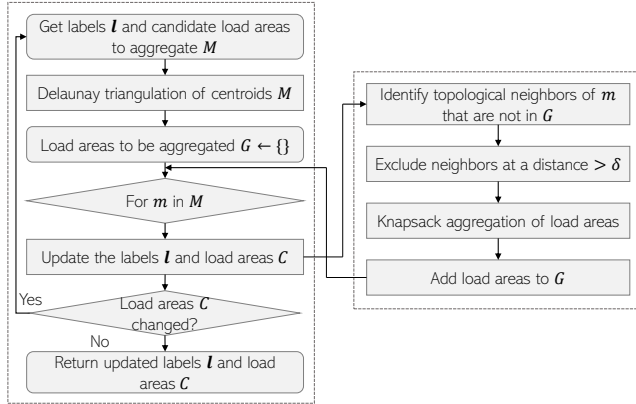 Get labels l and candidate load areas
to aggregate M
Delaunay triangulation of centroids M
Load areas to be aggregated G ← {}
For m in M
Update the labels l and load areas C
Yes
Load areas C
changed?
No
Return updated labels l and load
areas C
Identify topological neighbors of m
that are not in G
Exclude neighbors at a distance > δ
Knapsack aggregation of load areas
Add load areas to G